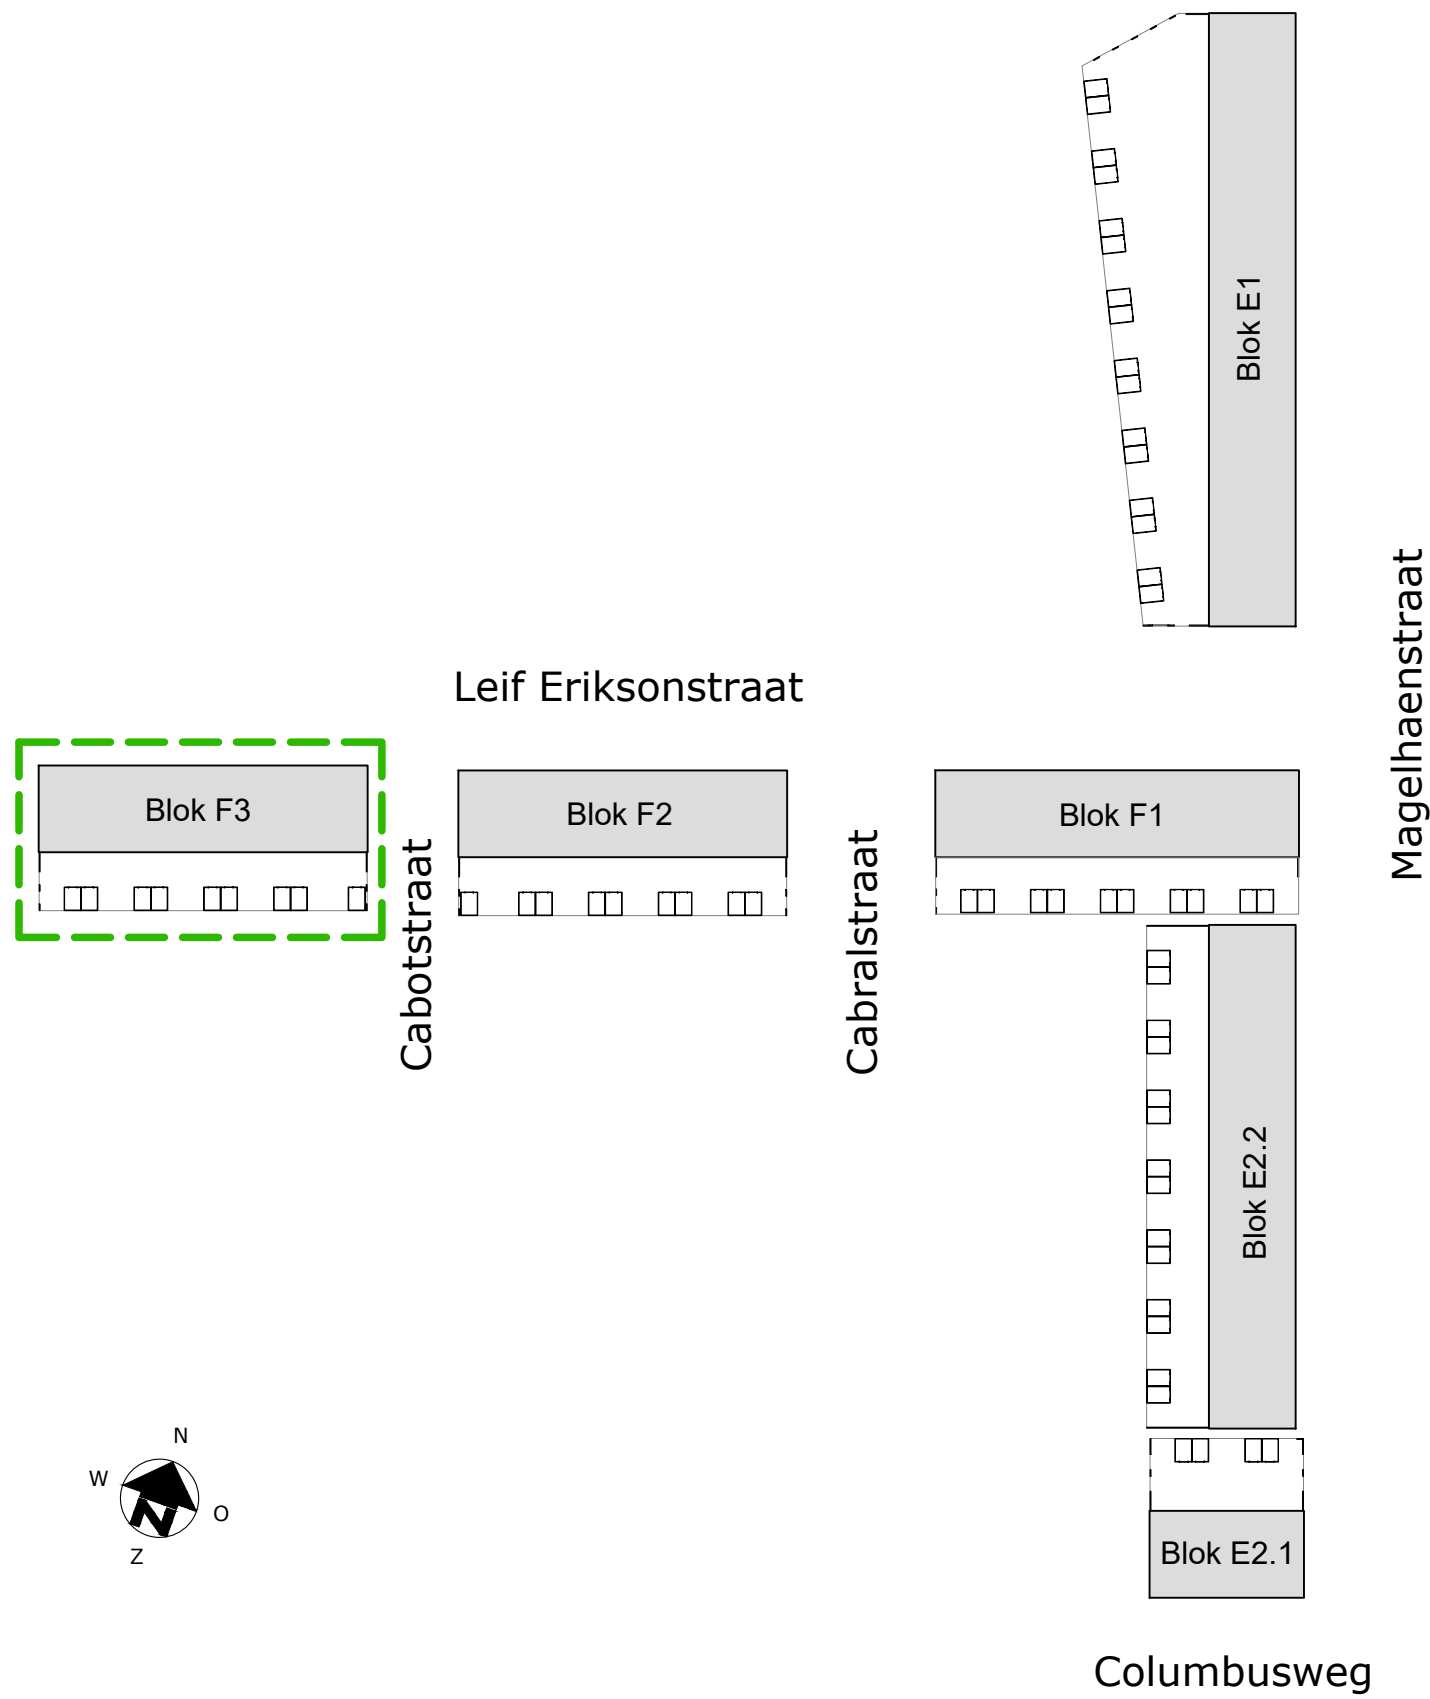 Blok E1
Magelhaenstraat
Leif Eriksonstraat
Blok F3
Blok F2
Blok F1
Cabotstraat
Cabralstraat
Blok E2.2
N
W
O
Z
N
Blok E2.1
Columbusweg